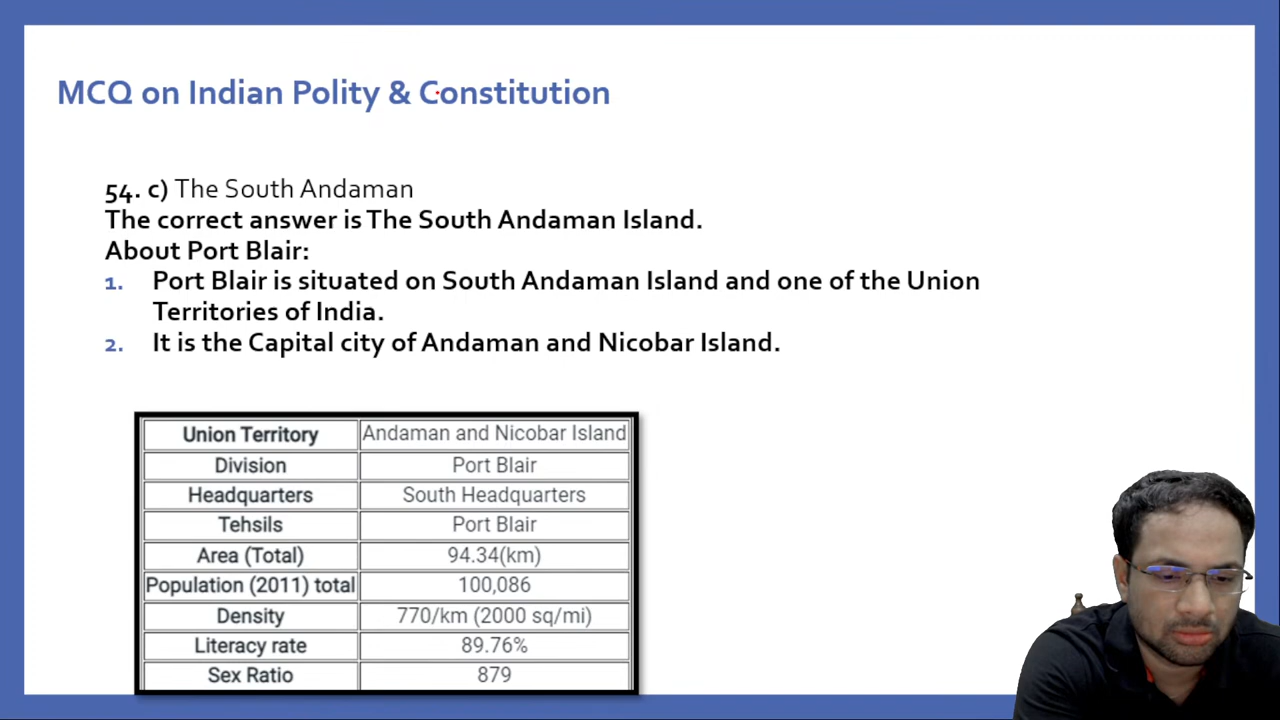 MCQ on Indian Polity & Constitution
54. c) The South Andaman
The correct answer is The South Andaman Island.
About Port Blair:
1. Port Blair is situated on South Andaman Island and one of the Union
Territories of India.
2. It is the Capital city of Andaman and Nicobar Island.
Union Territory Andaman and Nicobar Island
Division Port Blair
Headquarters South Headquarters
Tehsils Port Blair
Area (Total) 94.34(km)
Population (2011) total 100,086
Density 770/km (2000 sq/mi)
Literacy rate 89.76%
Sex Ratio 879